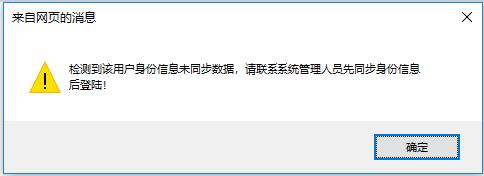 来自网页的消息
检测到该用户身份信息未同步数据，请联系系统管理人员先同步身份信息
后登陆！
确定